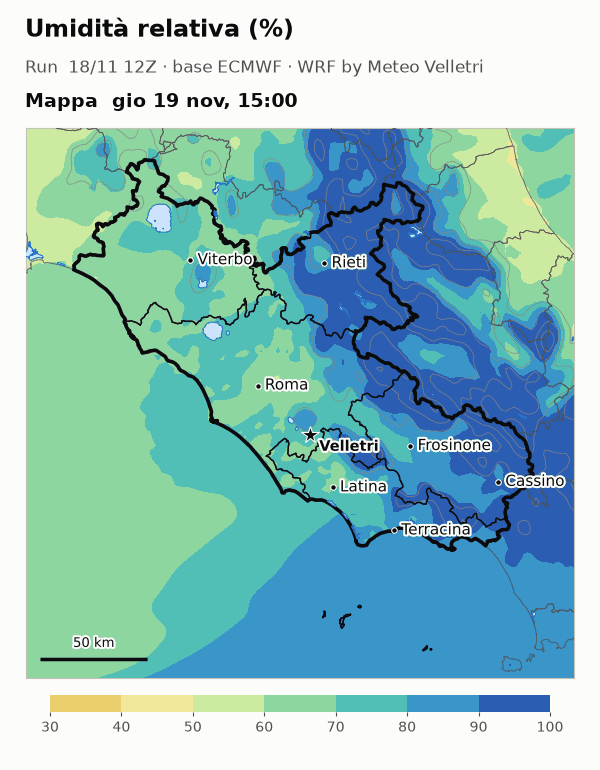 Umidità relativa (%)
Run  18/11 12Z · base ECMWF · WRF by Meteo Velletri
Mappa  gio 19 nov, 15:00
Viterbo
Rieti
Roma
Velletri
Frosinone
Latina
Cassino
Terracina
50 km
30 40 50 60 70 80 90 100